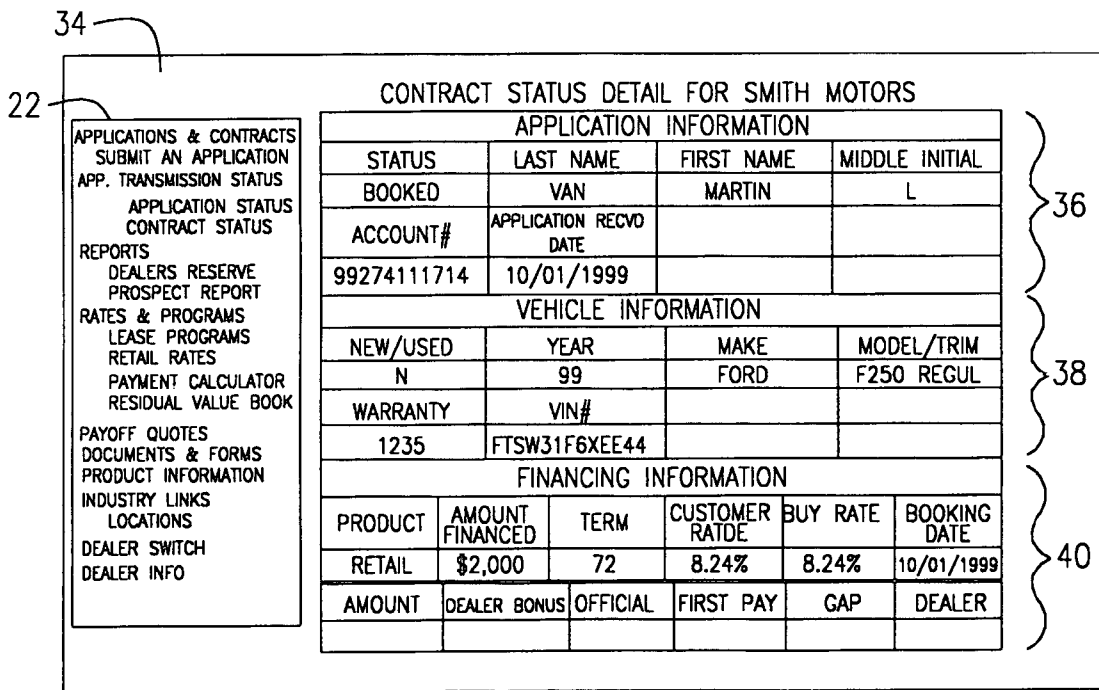 34
22
CONTRACT STATUS DETAIL FOR SMITH MOTORS
APPLICATIONS & CONTRACTS
SUBMIT AN APPLICATION
APP. TRANSMISSION STATUS
APPLICATION STATUS
CONTRACT STATUS
REPORTS
DEALERS RESERVE
PROSPECT REPORT
RATES & PROGRAMS
LEASE PROGRAMS
RETAIL RATES
PAYMENT CALCULATOR
RESIDUAL VALUE BOOK
PAYOFF QUOTES
DOCUMENTS & FORMS
PRODUCT INFORMATION
INDUSTRY LINKS
LOCATIONS
DEALER SWITCH
DEALER INFO
APPLICATION INFORMATION
STATUS LAST NAME FIRST NAME MIDDLE INITIAL
BOOKED VAN MARTIN L
ACCOUNT# APPLICATION RECVD
DATE
99274111714 10/01/1999
36
VEHICLE INFORMATION
NEW/USED YEAR MAKE MODEL/TRIM
N 99 FORD F250 REGUL
WARRANTY VIN#
1235 FTSW31F6XEE44
38
FINANCING INFORMATION
PRODUCT AMOUNT FINANCED TERM CUSTOMER RATDE BUY RATE BOOKING DATE
RETAIL $2,000 72 8.24% 8.24% 10/01/1999
AMOUNT DEALER BONUS OFFICIAL FIRST PAY GAP DEALER
40